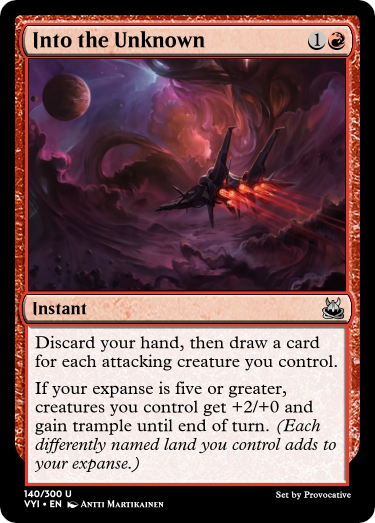 Into the Unknown 1
Instant
Discard your hand, then draw a card
for each attacking creature you control.
If your expanse is five or greater,
creatures you control get +2/+0 and
gain trample until end of turn. (Each
differently named land you control adds to
your expanse.)
140/300 U
VYI • EN Antti Martikainen
Set by Provocative